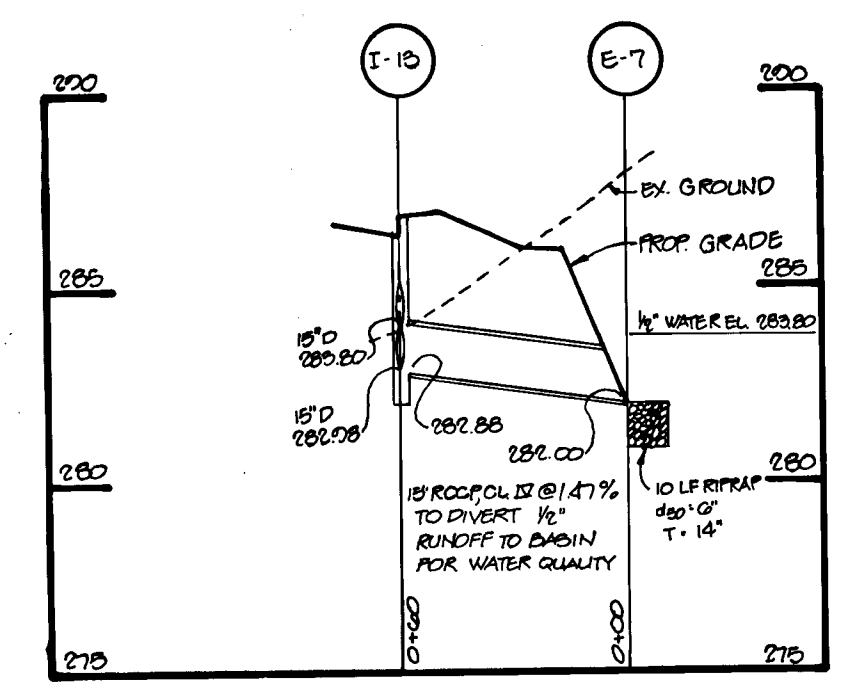 I-13
E-7
290
290
EX. GROUND
PROP. GRADE
285
285
1/2" WATER EL. 283.80
15" D
283.80
15" D
282.98
282.88
282.00
280
280
15" RCCP, CL. IV @ 1.47%
TO DIVERT 1/2"
RUNOFF TO BASIN
FOR WATER QUALITY
10 LF RIPRAP
d50 = 6"
T = 14"
0+60
0+00
275
275